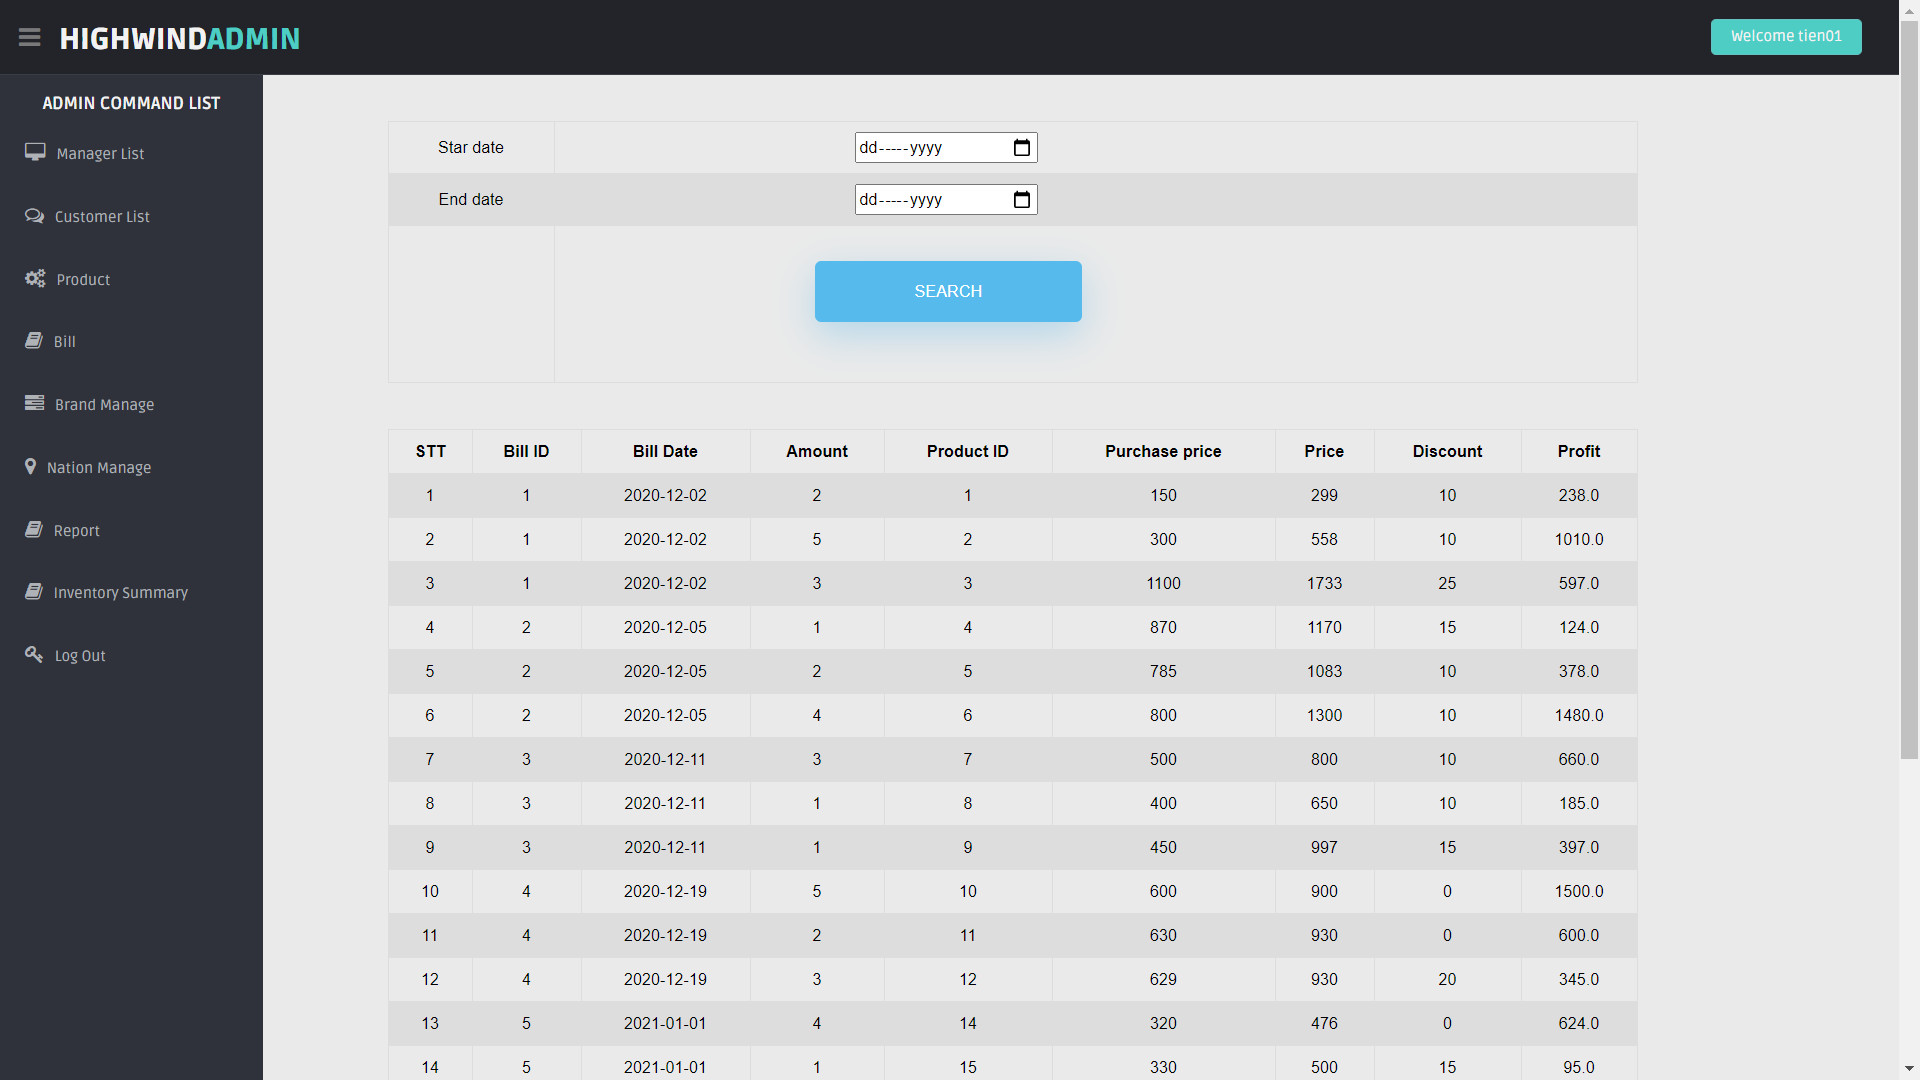 HIGHWINDADMIN
Welcome tien01
ADMIN COMMAND LIST
Manager List
Customer List
Product
Bill
Brand Manage
Nation Manage
Report
Inventory Summary
Log Out
Star date dd-----yyyy
End date dd-----yyyy
SEARCH
STT Bill ID Bill Date Amount Product ID Purchase price Price Discount Profit
1 1 2020-12-02 2 1 150 299 10 238.0
2 1 2020-12-02 5 2 300 558 10 1010.0
3 1 2020-12-02 3 3 1100 1733 25 597.0
4 2 2020-12-05 1 4 870 1170 15 124.0
5 2 2020-12-05 2 5 785 1083 10 378.0
6 2 2020-12-05 4 6 800 1300 10 1480.0
7 3 2020-12-11 3 7 500 800 10 660.0
8 3 2020-12-11 1 8 400 650 10 185.0
9 3 2020-12-11 1 9 450 997 15 397.0
10 4 2020-12-19 5 10 600 900 0 1500.0
11 4 2020-12-19 2 11 630 930 0 600.0
12 4 2020-12-19 3 12 629 930 20 345.0
13 5 2021-01-01 4 14 320 476 0 624.0
14 5 2021-01-01 1 15 330 500 15 95.0